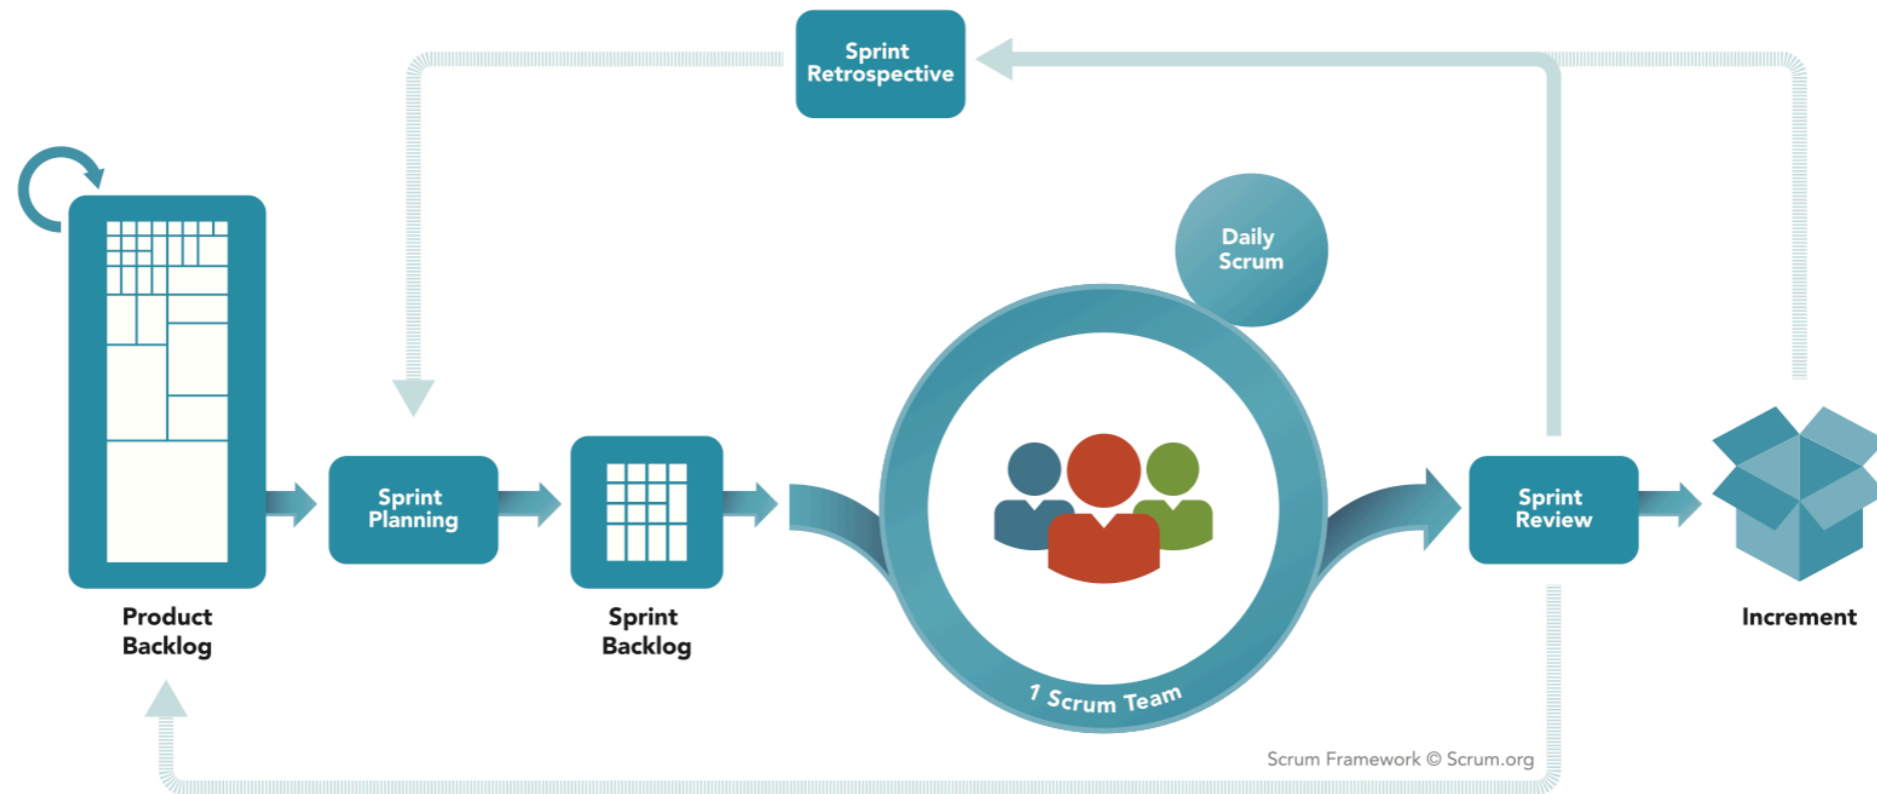 Sprint
Retrospective
Daily
Scrum
Sprint
Planning
Sprint
Review
Product
Backlog
Sprint
Backlog
1 Scrum Team
Increment
Scrum Framework © Scrum.org